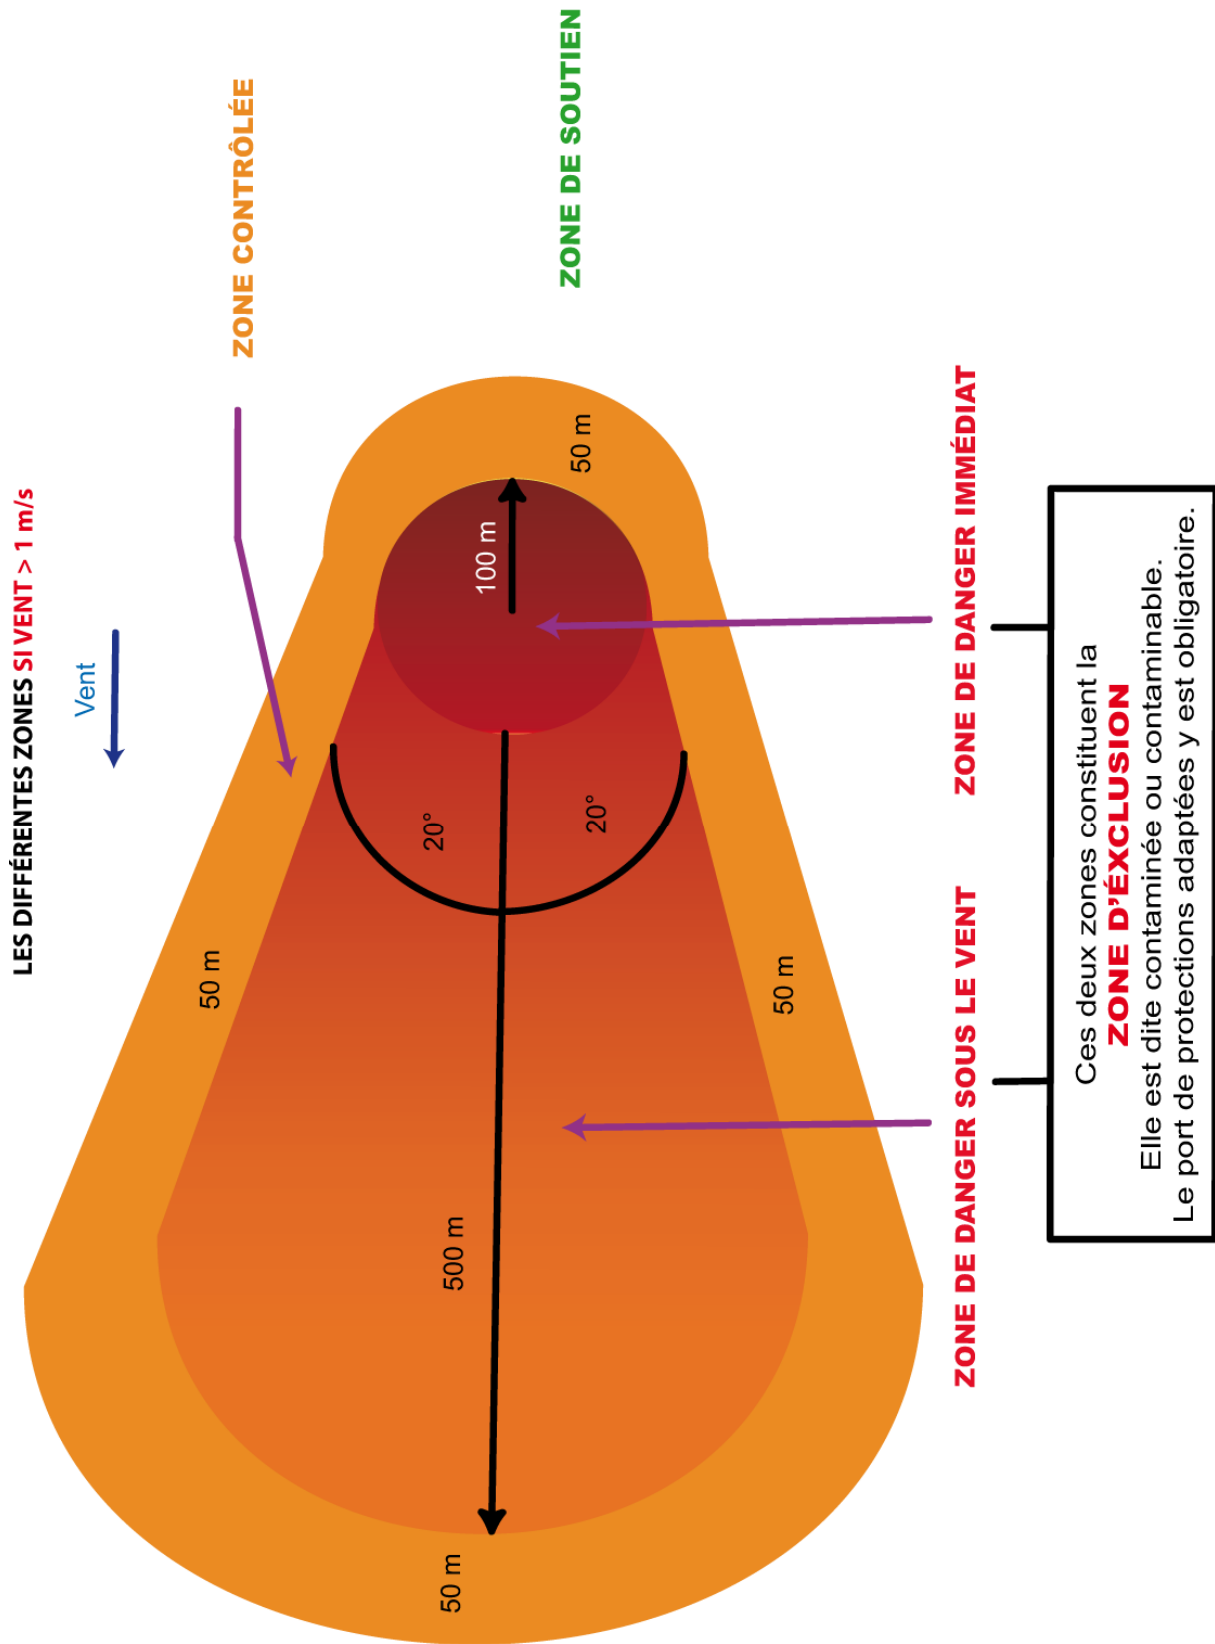 LES DIFFÉRENTES ZONES SI VENT > 1 m/s
Vent
ZONE CONTRÔLÉE
50 m
20°
500 m
50 m
100 m
50 m
ZONE DE SOUTIEN
20°
50 m
ZONE DE DANGER SOUS LE VENT
ZONE DE DANGER IMMÉDIAT
Ces deux zones constituent la
ZONE D'ÉXCLUSION
Elle est dite contaminée ou contaminable.
Le port de protections adaptées y est obligatoire.